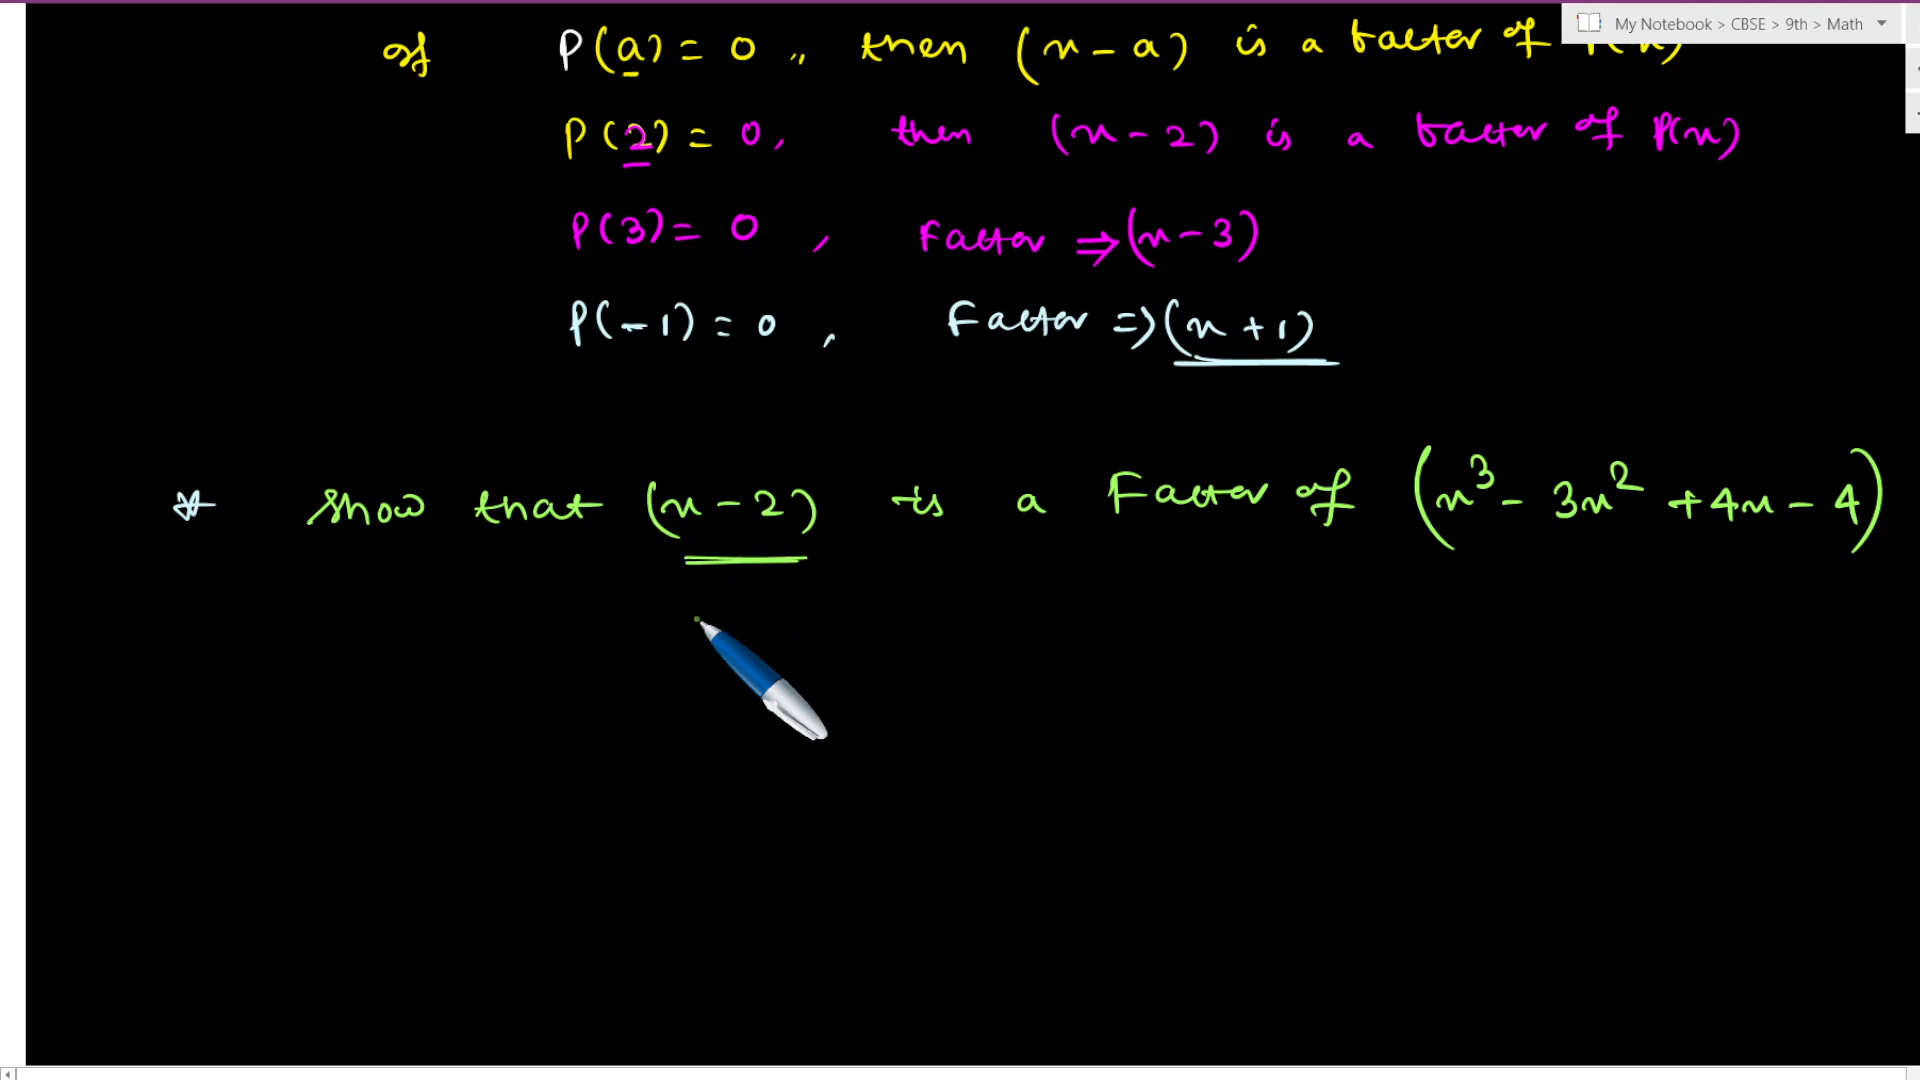 My Notebook > CBSE > 9th > Math
If P(a) = 0, then (x - a) is a factor of P(x)
P(2) = 0, then (x - 2) is a factor of P(x)
P(3) = 0, Factor ⇒ (x - 3)
P(-1) = 0, Factor ⇒ (x + 1)
* Show that (x - 2) is a Factor of (x³ - 3x² + 4x - 4)